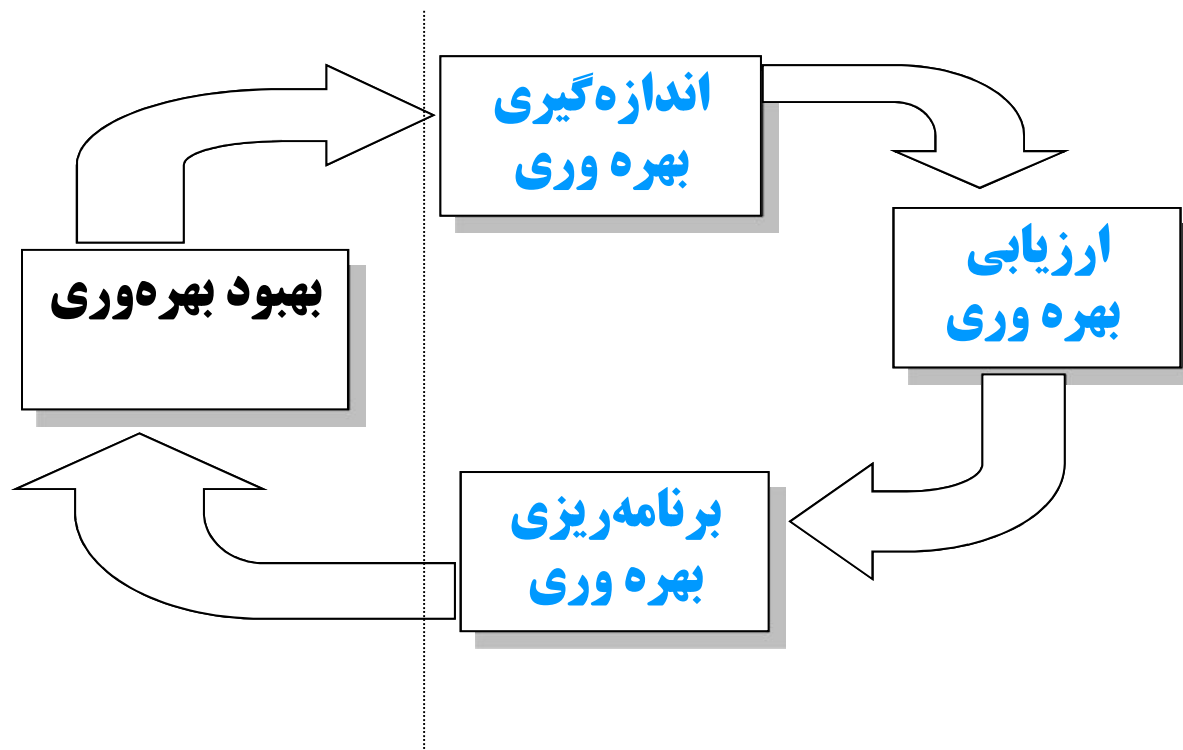 اندازه‌گیری
بهره وری
ارزیابی
بهره وری
بهبود بهره‌وری
برنامه‌ریزی
بهره وری